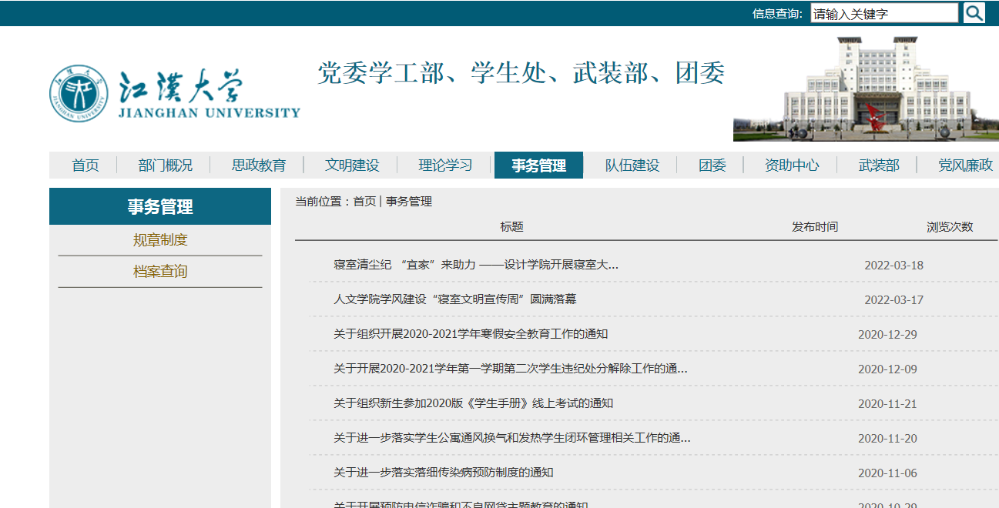 信息查询: 请输入关键字
江漢大学
JIANGHAN UNIVERSITY
党委学工部、学生处、武装部、团委
首页 部门概况 思政教育 文明建设 理论学习 事务管理 队伍建设 团委 资助中心 武装部 党风廉政
事务管理
规章制度
档案查询
当前位置：首页 | 事务管理
标题 发布时间 浏览次数
寝室清尘纪 “宜家”来助力 ——设计学院开展寝室大... 2022-03-18
人文学院学风建设“寝室文明宣传周”圆满落幕 2022-03-17
关于组织开展2020-2021学年寒假安全教育工作的通知 2020-12-29
关于开展2020-2021学年第一学期第二次学生违纪处分解除工作的通... 2020-12-09
关于组织新生参加2020版《学生手册》线上考试的通知 2020-11-21
关于进一步落实学生公寓通风换气和发热学生闭环管理相关工作的通... 2020-11-20
关于进一步落实落细传染病预防制度的通知 2020-11-06
关于开展预防电信诈骗和不良网贷主题教育的通知 2020-10-29